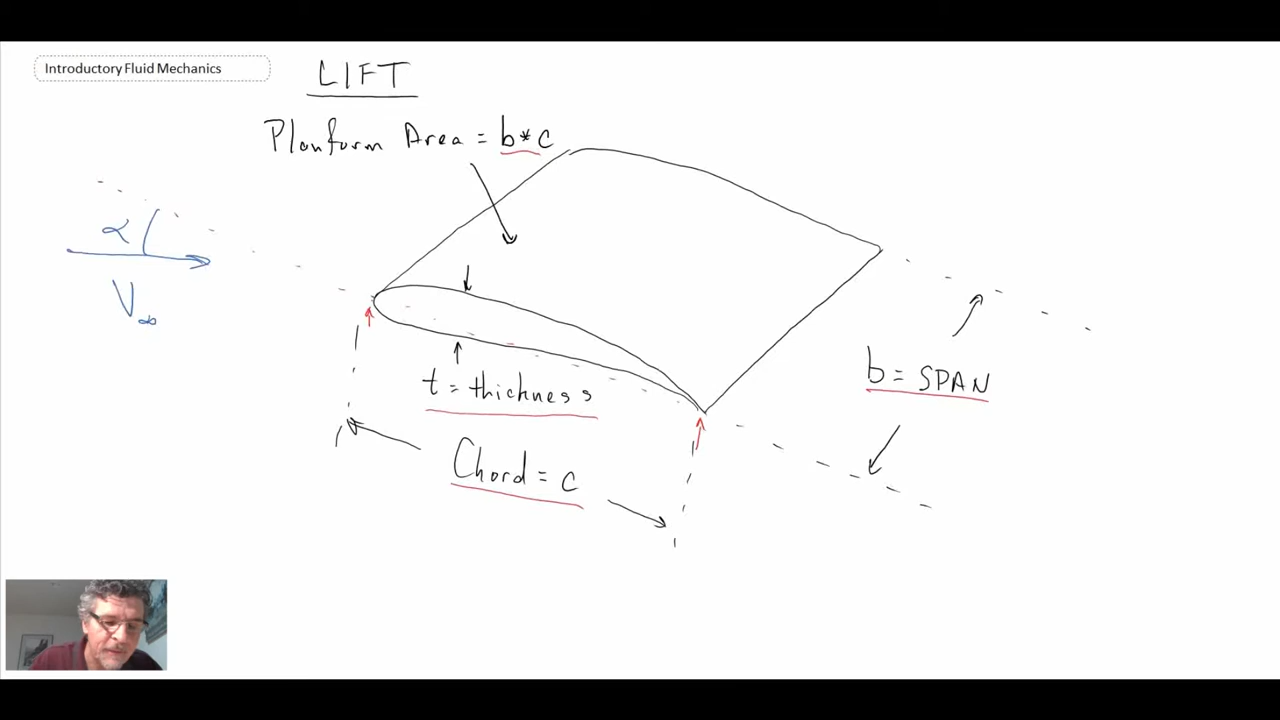 Introductory Fluid Mechanics
LIFT
Planform Area = b*c
α
V∞
t = thickness
b = SPAN
Chord = c